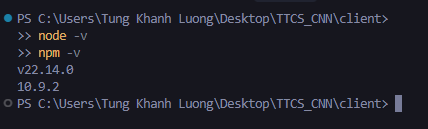 PS C:\Users\Tung Khanh Luong\Desktop\TTCS_CNN\client>
>> node -v
>> npm -v
v22.14.0
10.9.2
PS C:\Users\Tung Khanh Luong\Desktop\TTCS_CNN\client>